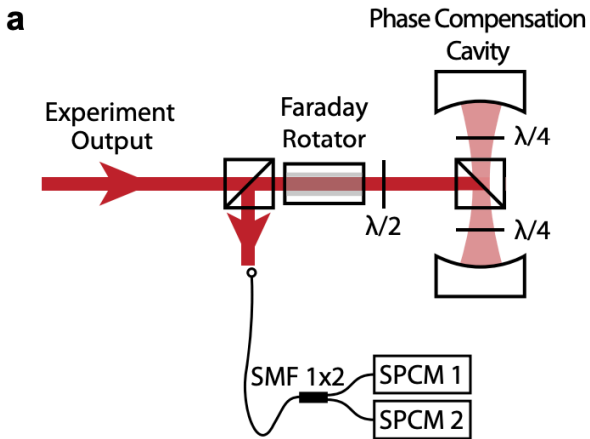 a
Phase Compensation
Cavity
Experiment
Output
Faraday
Rotator
λ/4
λ/2
λ/4
SMF 1x2
SPCM 1
SPCM 2